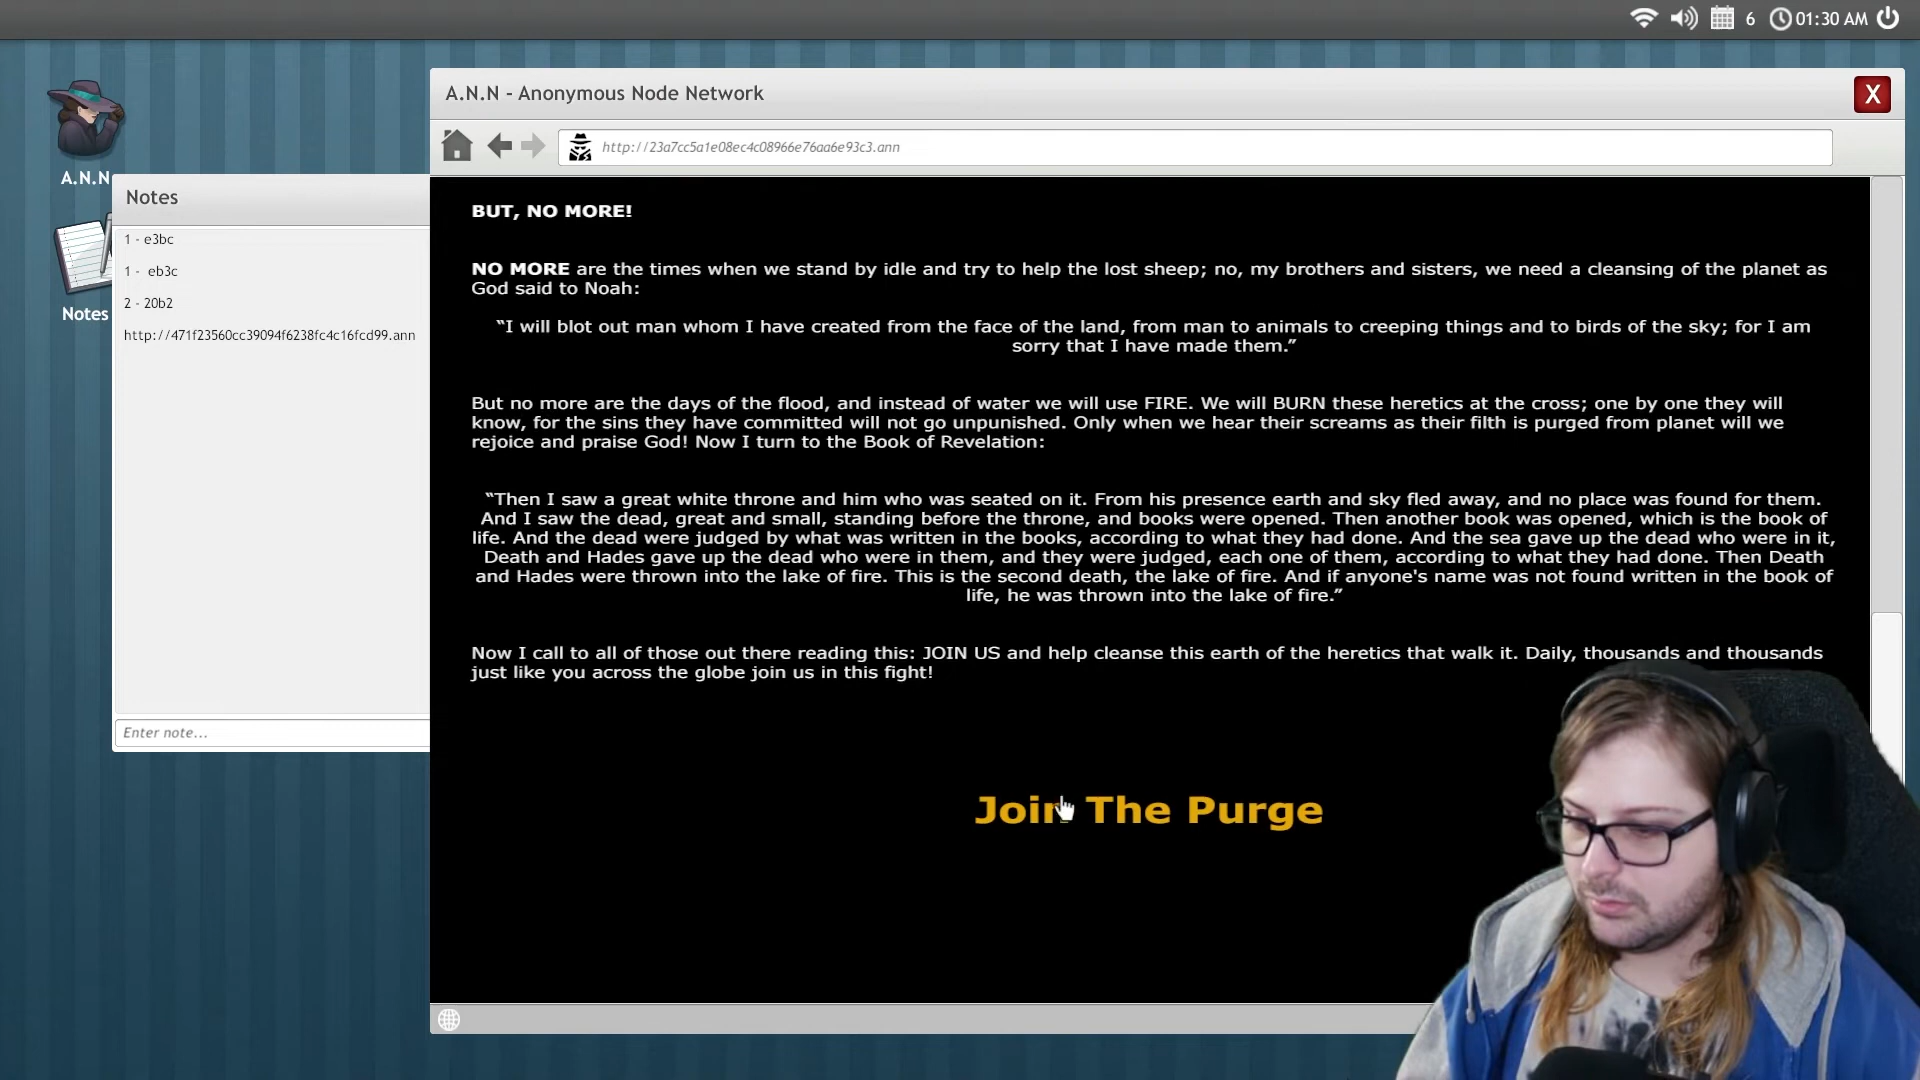 6 01:30 AM
A.N.N
Notes
A.N.N - Anonymous Node Network
X
http://23a7cc5a1e08ec4c08966e76aa6e93c3.ann
Notes
1 - e3bc
1 -  eb3c
2 - 20b2
http://471f23560cc39094f6238fc4c16fcd99.ann
Enter note...
BUT, NO MORE!
NO MORE are the times when we stand by idle and try to help the lost sheep; no, my brothers and sisters, we need a cleansing of the planet as
God said to Noah:
“I will blot out man whom I have created from the face of the land, from man to animals to creeping things and to birds of the sky; for I am
sorry that I have made them.”
But no more are the days of the flood, and instead of water we will use FIRE. We will BURN these heretics at the cross; one by one they will
know, for the sins they have committed will not go unpunished. Only when we hear their screams as their filth is purged from planet will we
rejoice and praise God! Now I turn to the Book of Revelation:
“Then I saw a great white throne and him who was seated on it. From his presence earth and sky fled away, and no place was found for them.
And I saw the dead, great and small, standing before the throne, and books were opened. Then another book was opened, which is the book of
life. And the dead were judged by what was written in the books, according to what they had done. And the sea gave up the dead who were in it,
Death and Hades gave up the dead who were in them, and they were judged, each one of them, according to what they had done. Then Death
and Hades were thrown into the lake of fire. This is the second death, the lake of fire. And if anyone's name was not found written in the book of
life, he was thrown into the lake of fire.”
Now I call to all of those out there reading this: JOIN US and help cleanse this earth of the heretics that walk it. Daily, thousands and thousands
just like you across the globe join us in this fight!
Join The Purge